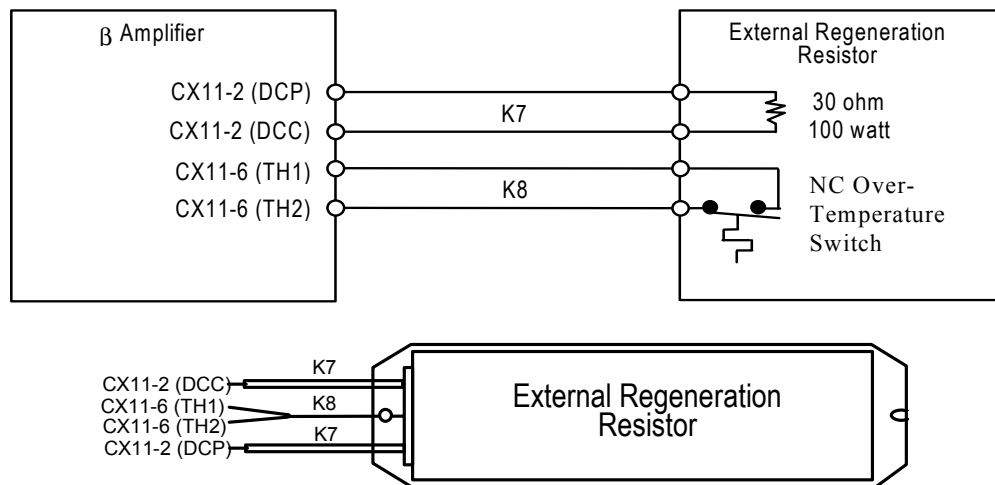 β Amplifier
External Regeneration
Resistor
CX11-2 (DCP)
K7
30 ohm
CX11-2 (DCC)
100 watt
CX11-6 (TH1)
K8
NC Over-
CX11-6 (TH2)
Temperature
Switch
K7
CX11-2 (DCC)
CX11-6 (TH1)
K8
CX11-6 (TH2)
K7
CX11-2 (DCP)
External Regeneration
Resistor